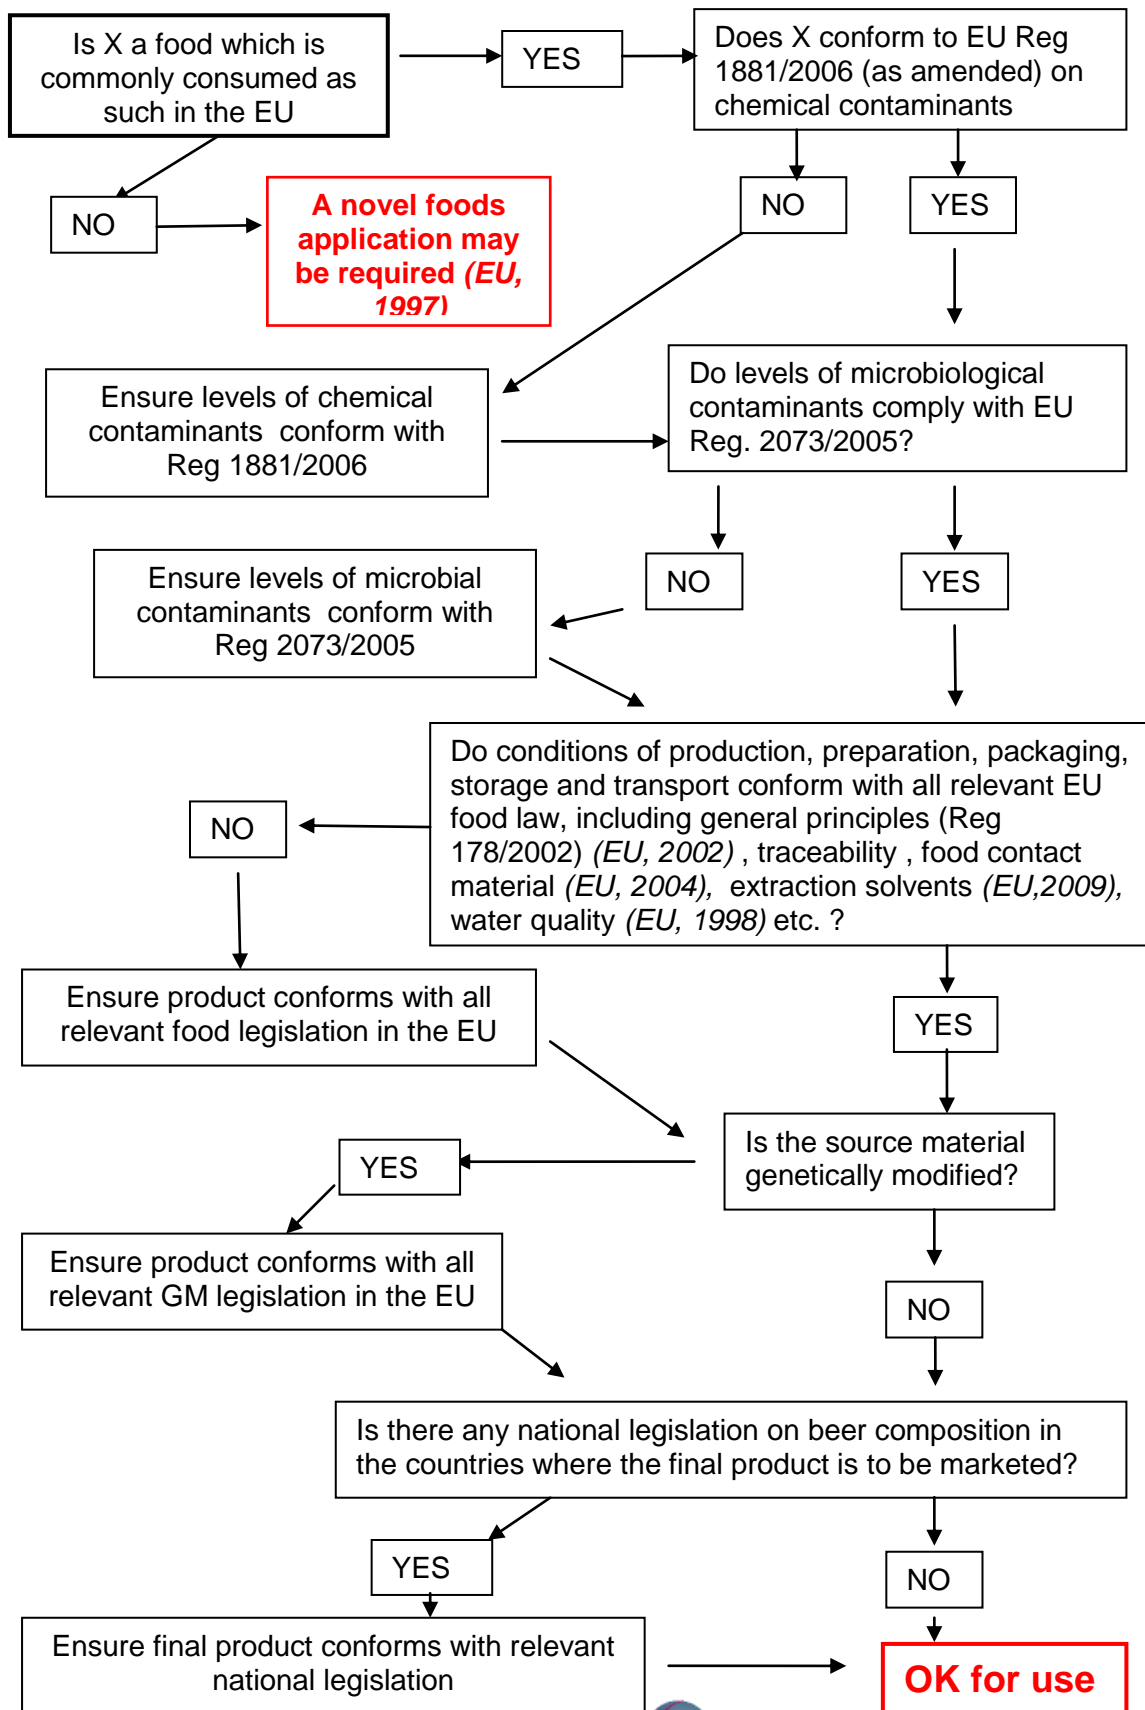 Is X a food which is
commonly consumed as
such in the EU
YES
Does X conform to EU Reg
1881/2006 (as amended) on
chemical contaminants
NO
A novel foods
application may
be required (EU,
1997)
NO
YES
Ensure levels of chemical
contaminants conform with
Reg 1881/2006
Do levels of microbiological
contaminants comply with EU
Reg. 2073/2005?
Ensure levels of microbial
contaminants conform with
Reg 2073/2005
NO
YES
Do conditions of production, preparation, packaging,
storage and transport conform with all relevant EU
food law, including general principles (Reg
178/2002) (EU, 2002) , traceability , food contact
material (EU, 2004), extraction solvents (EU,2009),
water quality (EU, 1998) etc. ?
NO
Ensure product conforms with all
relevant food legislation in the EU
YES
Is the source material
genetically modified?
YES
Ensure product conforms with all
relevant GM legislation in the EU
NO
Is there any national legislation on beer composition in
the countries where the final product is to be marketed?
YES
NO
Ensure final product conforms with relevant
national legislation
OK for use